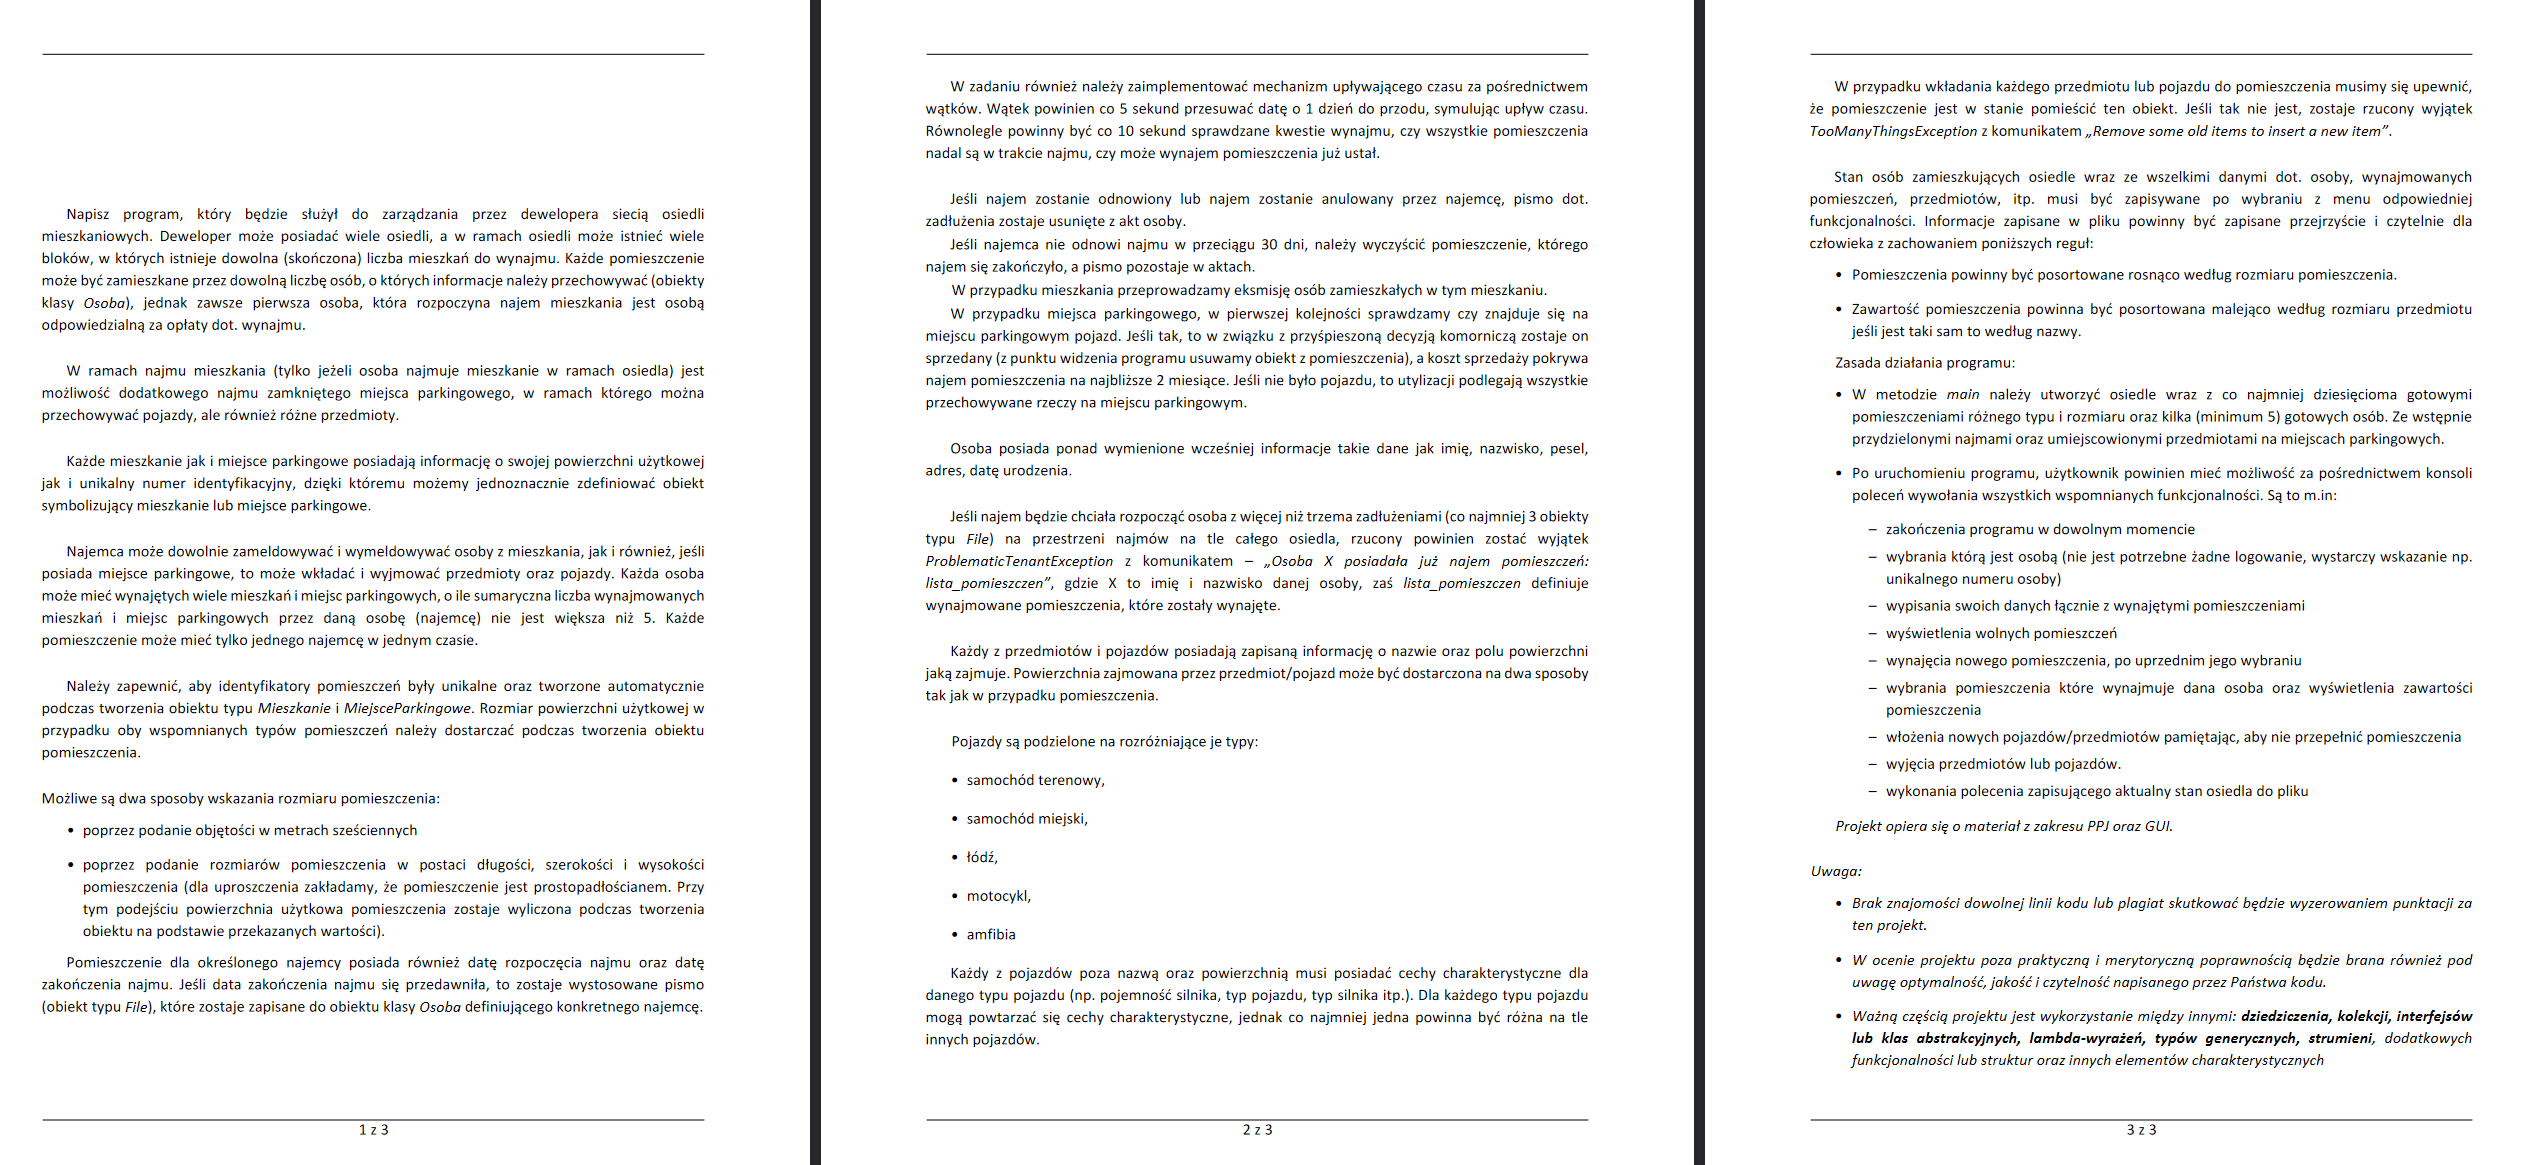 Napisz program, który będzie służył do zarządzania przez dewelopera siecią osiedli
mieszkaniowych. Deweloper może posiadać wiele osiedli, a w ramach osiedli może istnieć wiele
bloków, w których istnieje dowolna (skończona) liczba mieszkań do wynajmu. Każde pomieszczenie
może być zamieszkane przez dowolną liczbę osób, o których informacje należy przechowywać (obiekty
klasy Osoba), jednak zawsze pierwsza osoba, która rozpoczyna najem mieszkania jest osobą
odpowiedzialną za opłaty dot. wynajmu.
W ramach najmu mieszkania (tylko jeżeli osoba najmuje mieszkanie w ramach osiedla) jest
możliwość dodatkowego najmu zamkniętego miejsca parkingowego, w ramach którego można
przechowywać pojazdy, ale również różne przedmioty.
Każde mieszkanie jak i miejsce parkingowe posiadają informację o swojej powierzchni użytkowej
jak i unikalny numer identyfikacyjny, dzięki któremu możemy jednoznacznie zdefiniować obiekt
symbolizujący mieszkanie lub miejsce parkingowe.
Najemca może dowolnie zameldowywać i wymeldowywać osoby z mieszkania, jak i również, jeśli
posiada miejsce parkingowe, to może wkładać i wyjmować przedmioty oraz pojazdy. Każda osoba
może mieć wynajętych wiele mieszkań i miejsc parkingowych, o ile sumaryczna liczba wynajmowanych
mieszkań i miejsc parkingowych przez daną osobę (najemcę) nie jest większa niż 5. Każde
pomieszczenie może mieć tylko jednego najemcę w jednym czasie.
Należy zapewnić, aby identyfikatory pomieszczeń były unikalne oraz tworzone automatycznie
podczas tworzenia obiektu typu Mieszkanie i MiejsceParkingowe. Rozmiar powierzchni użytkowej w
przypadku oby wspomnianych typów pomieszczeń należy dostarczać podczas tworzenia obiektu
pomieszczenia.
Możliwe są dwa sposoby wskazania rozmiaru pomieszczenia:
• poprzez podanie objętości w metrach sześciennych
• poprzez podanie rozmiarów pomieszczenia w postaci długości, szerokości i wysokości
pomieszczenia (dla uproszczenia zakładamy, że pomieszczenie jest prostopadłościanem. Przy
tym podejściu powierzchnia użytkowa pomieszczenia zostaje wyliczona podczas tworzenia
obiektu na podstawie przekazanych wartości).
Pomieszczenie dla określonego najemcy posiada również datę rozpoczęcia najmu oraz datę
zakończenia najmu. Jeśli data zakończenia najmu się przedawniła, to zostaje wystosowane pismo
(obiekt typu File), które zostaje zapisane do obiektu klasy Osoba definiującego konkretnego najemcę.
1 z 3
W zadaniu również należy zaimplementować mechanizm upływającego czasu za pośrednictwem
wątków. Wątek powinien co 5 sekund przesuwać datę o 1 dzień do przodu, symulując upływ czasu.
Równolegle powinny być co 10 sekund sprawdzane kwestie wynajmu, czy wszystkie pomieszczenia
nadal są w trakcie najmu, czy może wynajem pomieszczenia już ustał.
Jeśli najem zostanie odnowiony lub najem zostanie anulowany przez najemcę, pismo dot.
zadłużenia zostaje usunięte z akt osoby.
Jeśli najemca nie odnowi najmu w przeciągu 30 dni, należy wyczyścić pomieszczenie, którego
najem się zakończyło, a pismo pozostaje w aktach.
W przypadku mieszkania przeprowadzamy eksmisję osób zamieszkałych w tym mieszkaniu.
W przypadku miejsca parkingowego, w pierwszej kolejności sprawdzamy czy znajduje się na
miejscu parkingowym pojazd. Jeśli tak, to w związku z przyśpieszoną decyzją komorniczą zostaje on
sprzedany (z punktu widzenia programu usuwamy obiekt z pomieszczenia), a koszt sprzedaży pokrywa
najem pomieszczenia na najbliższe 2 miesiące. Jeśli nie było pojazdu, to utylizacji podlegają wszystkie
przechowywane rzeczy na miejscu parkingowym.
Osoba posiada ponad wymienione wcześniej informacje takie dane jak imię, nazwisko, pesel,
adres, datę urodzenia.
Jeśli najem będzie chciała rozpocząć osoba z więcej niż trzema zadłużeniami (co najmniej 3 obiekty
typu File) na przestrzeni najmów na tle całego osiedla, rzucony powinien zostać wyjątek
ProblematicTenantException z komunikatem – „Osoba X posiadała już najem pomieszczeń:
lista_pomieszczen”, gdzie X to imię i nazwisko danej osoby, zaś lista_pomieszczen definiuje
wynajmowane pomieszczenia, które zostały wynajęte.
Każdy z przedmiotów i pojazdów posiadają zapisaną informację o nazwie oraz polu powierzchni
jaką zajmuje. Powierzchnia zajmowana przez przedmiot/pojazd może być dostarczona na dwa sposoby
tak jak w przypadku pomieszczenia.
Pojazdy są podzielone na rozróżniające je typy:
• samochód terenowy,
• samochód miejski,
• łódź,
• motocykl,
• amfibia
Każdy z pojazdów poza nazwą oraz powierzchnią musi posiadać cechy charakterystyczne dla
danego typu pojazdu (np. pojemność silnika, typ pojazdu, typ silnika itp.). Dla każdego typu pojazdu
mogą powtarzać się cechy charakterystyczne, jednak co najmniej jedna powinna być różna na tle
innych pojazdów.
2 z 3
W przypadku wkładania każdego przedmiotu lub pojazdu do pomieszczenia musimy się upewnić,
że pomieszczenie jest w stanie pomieścić ten obiekt. Jeśli tak nie jest, zostaje rzucony wyjątek
TooManyThingsException z komunikatem „Remove some old items to insert a new item”.
Stan osób zamieszkujących osiedle wraz ze wszelkimi danymi dot. osoby, wynajmowanych
pomieszczeń, przedmiotów, itp. musi być zapisywane po wybraniu z menu odpowiedniej
funkcjonalności. Informacje zapisane w pliku powinny być zapisane przejrzyście i czytelnie dla
człowieka z zachowaniem poniższych reguł:
• Pomieszczenia powinny być posortowane rosnąco według rozmiaru pomieszczenia.
• Zawartość pomieszczenia powinna być posortowana malejąco według rozmiaru przedmiotu
jeśli jest taki sam to według nazwy.
Zasada działania programu:
• W metodzie main należy utworzyć osiedle wraz z co najmniej dziesięcioma gotowymi
pomieszczeniami różnego typu i rozmiaru oraz kilka (minimum 5) gotowych osób. Ze wstępnie
przydzielonymi najmami oraz umiejscowionymi przedmiotami na miejscach parkingowych.
• Po uruchomieniu programu, użytkownik powinien mieć możliwość za pośrednictwem konsoli
poleceń wywołania wszystkich wspomnianych funkcjonalności. Są to m.in:
– zakończenia programu w dowolnym momencie
– wybrania którą jest osobą (nie jest potrzebne żadne logowanie, wystarczy wskazanie np.
unikalnego numeru osoby)
– wypisania swoich danych łącznie z wynajętymi pomieszczeniami
– wyświetlenia wolnych pomieszczeń
– wynajęcia nowego pomieszczenia, po uprzednim jego wybraniu
– wybrania pomieszczenia które wynajmuje dana osoba oraz wyświetlenia zawartości
pomieszczenia
– włożenia nowych pojazdów/przedmiotów pamiętając, aby nie przepełnić pomieszczenia
– wyjęcia przedmiotów lub pojazdów.
– wykonania polecenia zapisującego aktualny stan osiedla do pliku
Projekt opiera się o materiał z zakresu PPJ oraz GUI.
Uwaga:
• Brak znajomości dowolnej linii kodu lub plagiat skutkować będzie wyzerowaniem punktacji za
ten projekt.
• W ocenie projektu poza praktyczną i merytoryczną poprawnością będzie brana również pod
uwagę optymalność, jakość i czytelność napisanego przez Państwa kodu.
• Ważną częścią projektu jest wykorzystanie między innymi: dziedziczenia, kolekcji, interfejsów
lub klas abstrakcyjnych, lambda-wyrażeń, typów generycznych, strumieni, dodatkowych
funkcjonalności lub struktur oraz innych elementów charakterystycznych
3 z 3